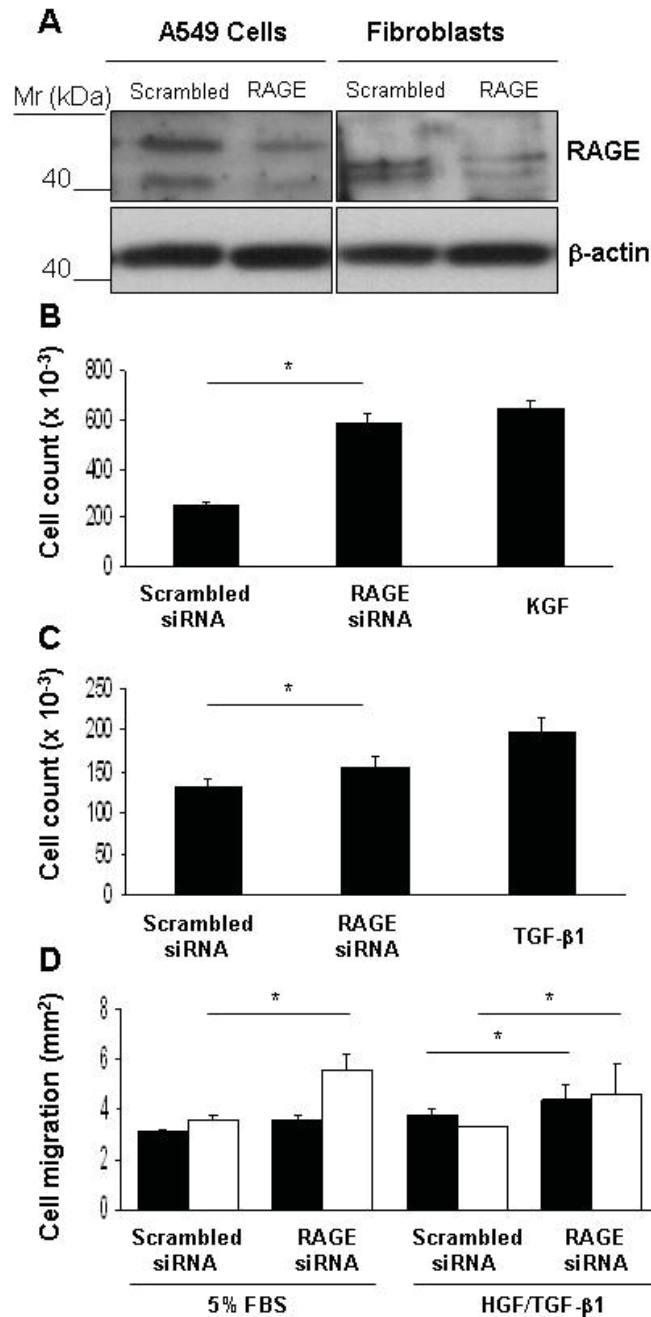 A
A549 Cells Fibroblasts
Mr (kDa) Scrambled RAGE Scrambled RAGE
RAGE
40
β-actin
40
B
Cell count (x 10⁻³)
800
600
400
200
0
*
Scrambled siRNA
RAGE siRNA
KGF
C
Cell count (x 10⁻³)
250
200
150
100
50
0
*
Scrambled siRNA
RAGE siRNA
TGF-β1
D
Cell migration (mm²)
8
6
4
2
0
*
*
*
Scrambled siRNA
RAGE siRNA
Scrambled siRNA
RAGE siRNA
5% FBS
HGF/TGF-β1